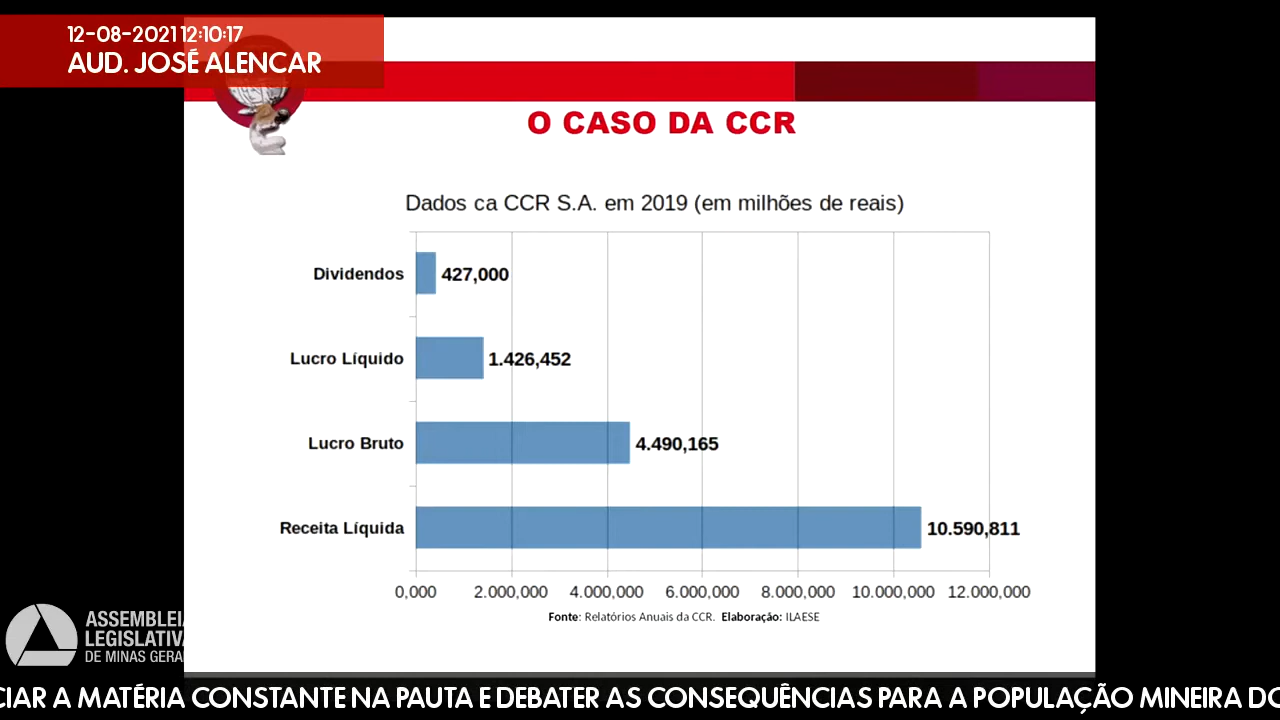 12-08-2021 12:10:17
AUD. JOSÉ ALENCAR
O CASO DA CCR
Dados ca CCR S.A. em 2019 (em milhões de reais)
Dividendos 427,000
Lucro Líquido 1.426,452
Lucro Bruto 4.490,165
Receita Líquida 10.590,811
0,000 2.000,000 4.000,000 6.000,000 8.000,000 10.000,000 12.000,000
Fonte: Relatórios Anuais da CCR. Elaboração: ILAESE
ASSEMBLEIA
LEGISLATIVA
DE MINAS GERAI
CIAR A MATÉRIA CONSTANTE NA PAUTA E DEBATER AS CONSEQUÊNCIAS PARA A POPULAÇÃO MINEIRA DO